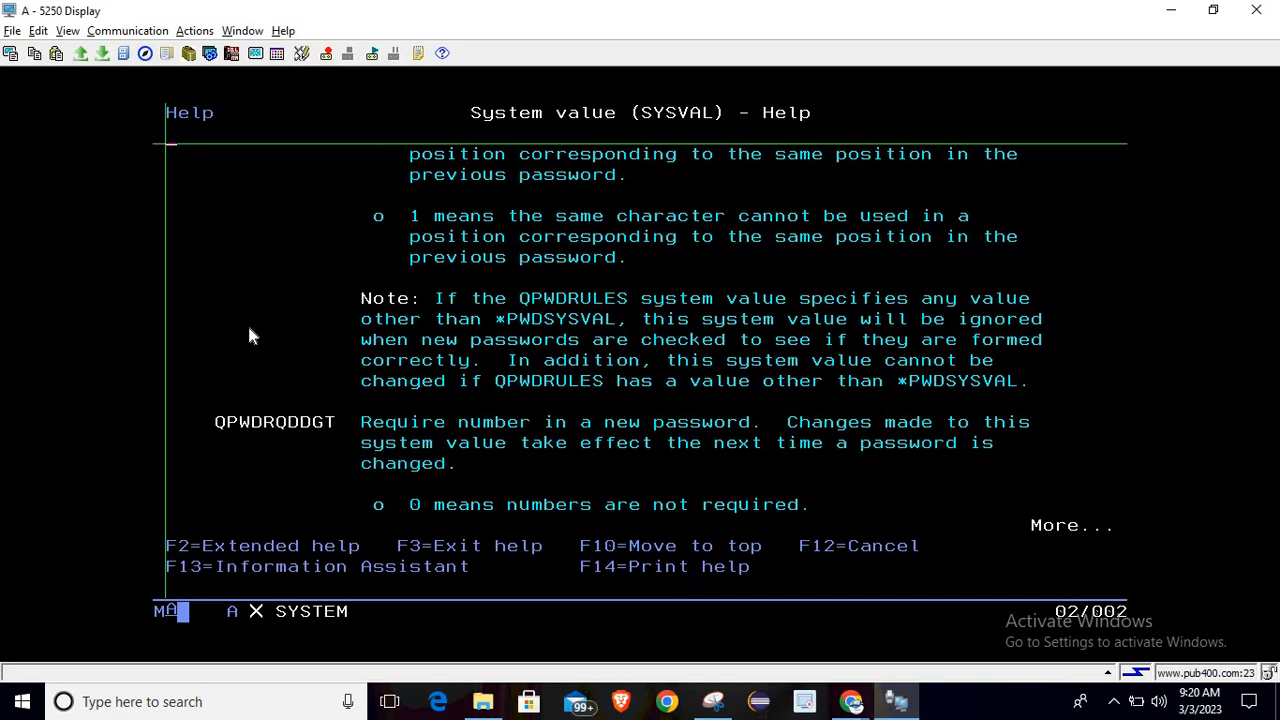 A - 5250 Display
File Edit View Communication Actions Window Help
Help System value (SYSVAL) - Help
position corresponding to the same position in the
previous password.
o 1 means the same character cannot be used in a
position corresponding to the same position in the
previous password.
Note: If the QPWDRULES system value specifies any value
other than *PWDSYSVAL, this system value will be ignored
when new passwords are checked to see if they are formed
correctly. In addition, this system value cannot be
changed if QPWDRULES has a value other than *PWDSYSVAL.
QPWDRQDDGT Require number in a new password. Changes made to this
system value take effect the next time a password is
changed.
o 0 means numbers are not required.
More...
F2=Extended help F3=Exit help F10=Move to top F12=Cancel
F13=Information Assistant F14=Print help
MA A X SYSTEM 02/002
Activate Windows
Go to Settings to activate Windows.
www.pub400.com:23
Type here to search
99+
9:20 AM
3/3/2023